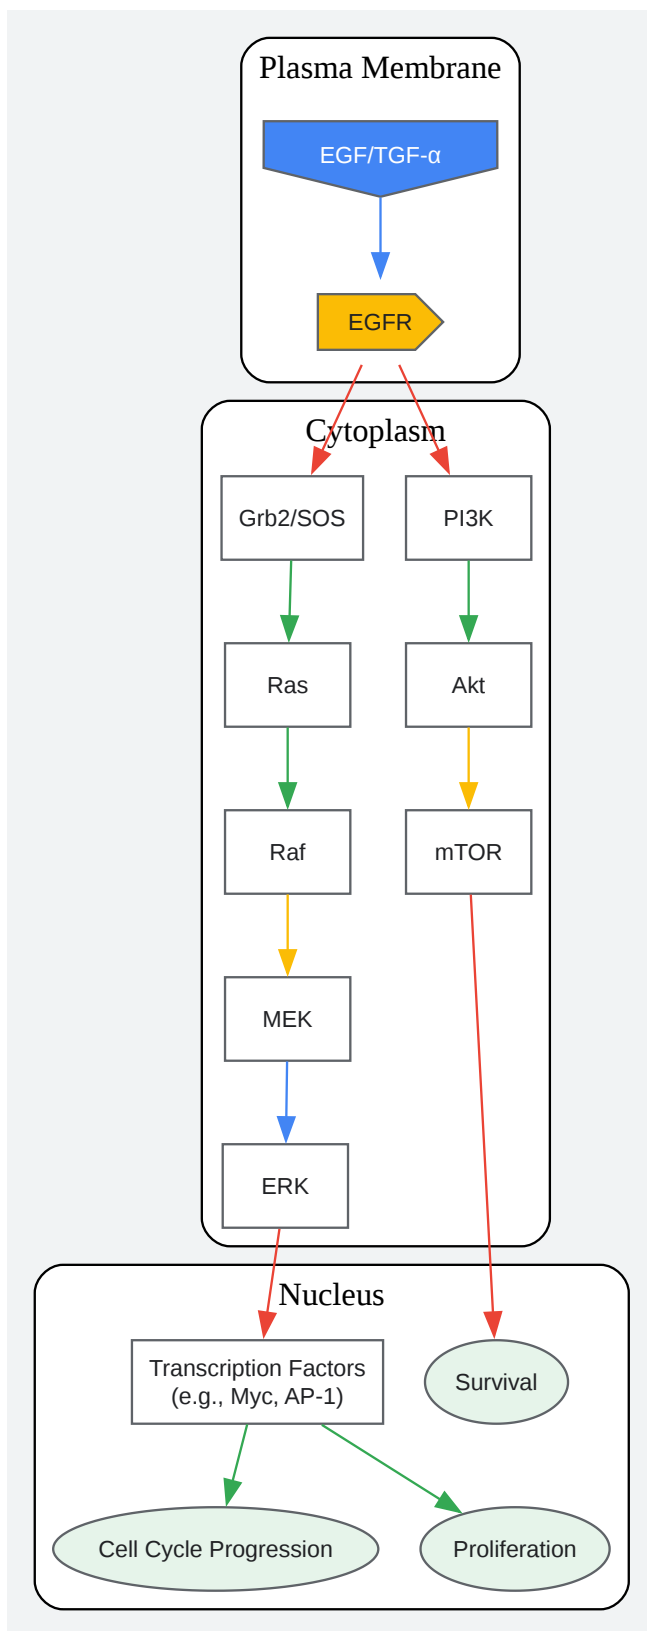 Plasma Membrane
EGF/TGF-α
EGFR
Cytoplasm
Grb2/SOS
PI3K
Ras
Akt
Raf
mTOR
MEK
ERK
Nucleus
Transcription Factors
(e.g., Myc, AP-1)
Survival
Cell Cycle Progression
Proliferation